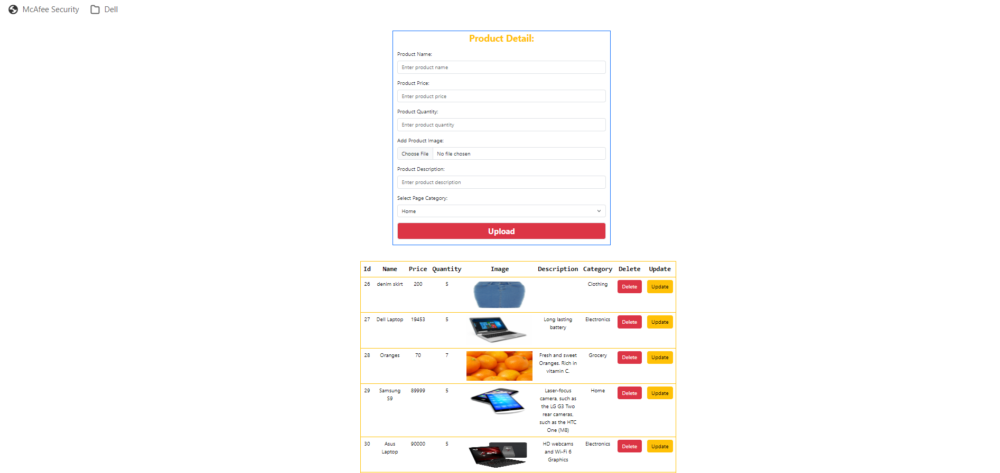 McAfee Security Dell
Product Detail:
Product Name:
Enter product name
Product Price:
Enter product price
Product Quantity:
Enter product quantity
Add Product Image:
Choose File No file chosen
Product Description:
Enter product description
Select Page Category:
Home
Upload
Id Name Price Quantity Image Description Category Delete Update
26 denim skirt 200 5 Clothing Delete Update
27 Dell Laptop 19453 5 Long lasting Electronics Delete Update
battery
28 Oranges 70 7 Fresh and sweet Grocery Delete Update
Oranges. Rich in
vitamin C.
29 Samsung 89999 5 Laser-focus Home Delete Update
S9 camera, such as
the LG G3 Two
rear cameras,
such as the HTC
One (M8)
30 Asus 90000 5 HD webcams Electronics Delete Update
Laptop and Wi-Fi 6
Graphics